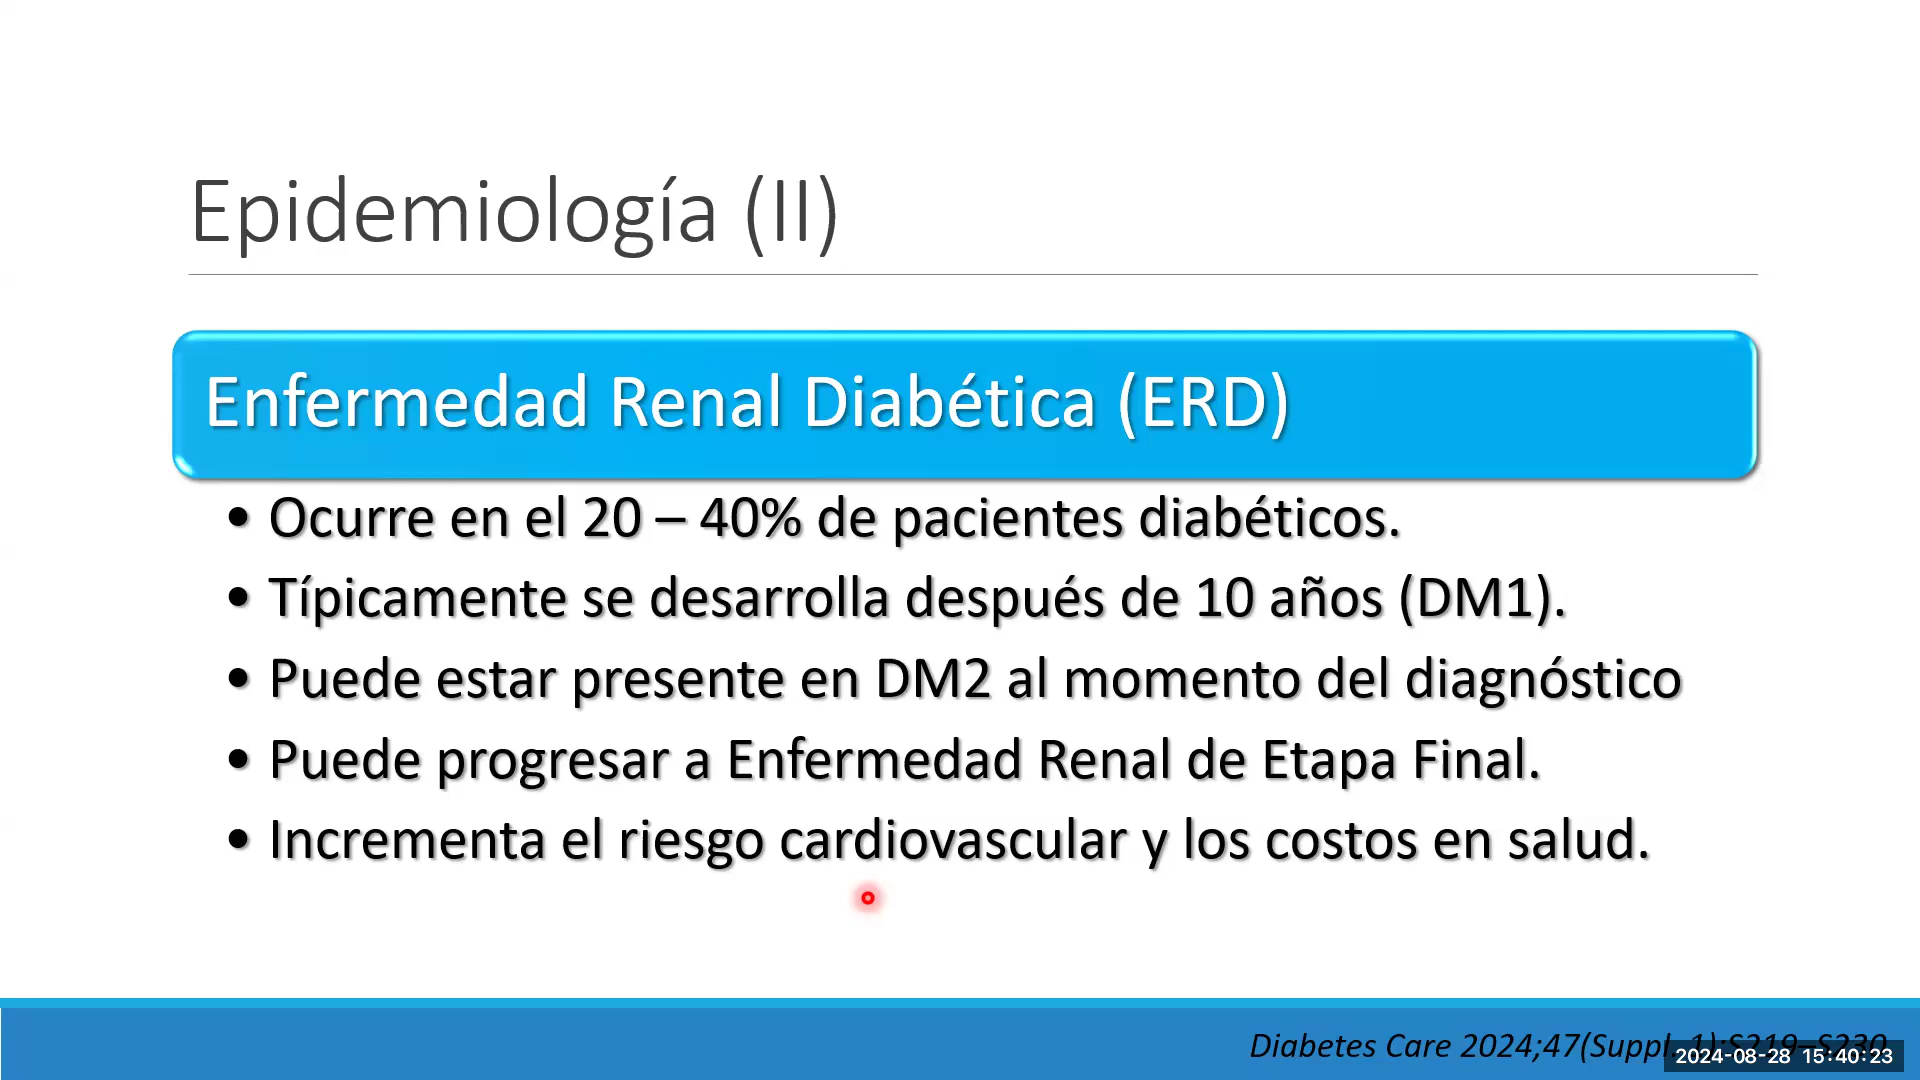 Epidemiología (II)
Enfermedad Renal Diabética (ERD)
• Ocurre en el 20 – 40% de pacientes diabéticos.
• Típicamente se desarrolla después de 10 años (DM1).
• Puede estar presente en DM2 al momento del diagnóstico
• Puede progresar a Enfermedad Renal de Etapa Final.
• Incrementa el riesgo cardiovascular y los costos en salud.
Diabetes Care 2024;47(Suppl. 1):S219–S230
2024-08-28 15:40:23